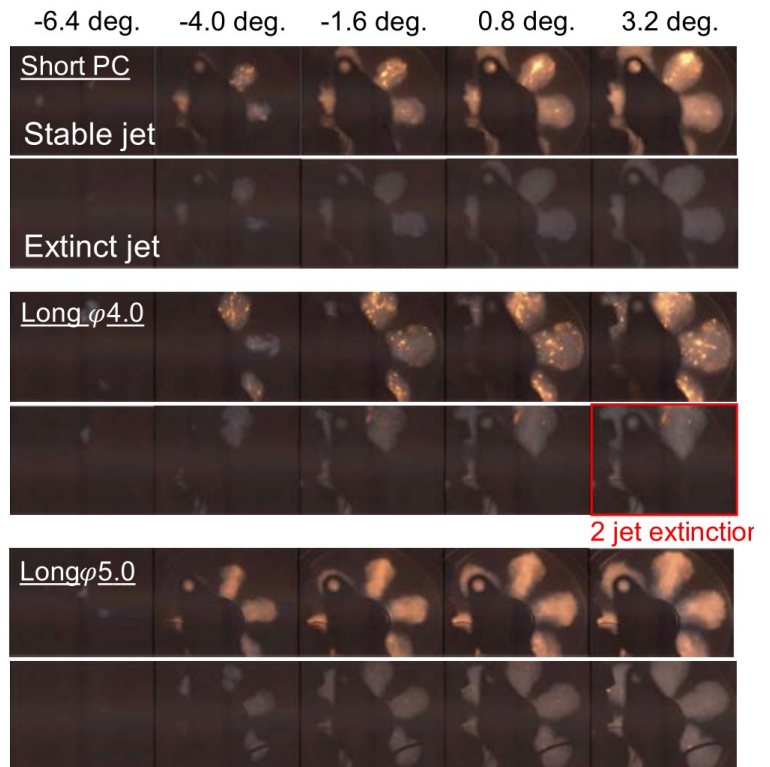 -6.4 deg. -4.0 deg. -1.6 deg. 0.8 deg. 3.2 deg.
Short PC
Stable jet
Extinct jet
Long φ4.0
2 jet extinction
Longφ5.0